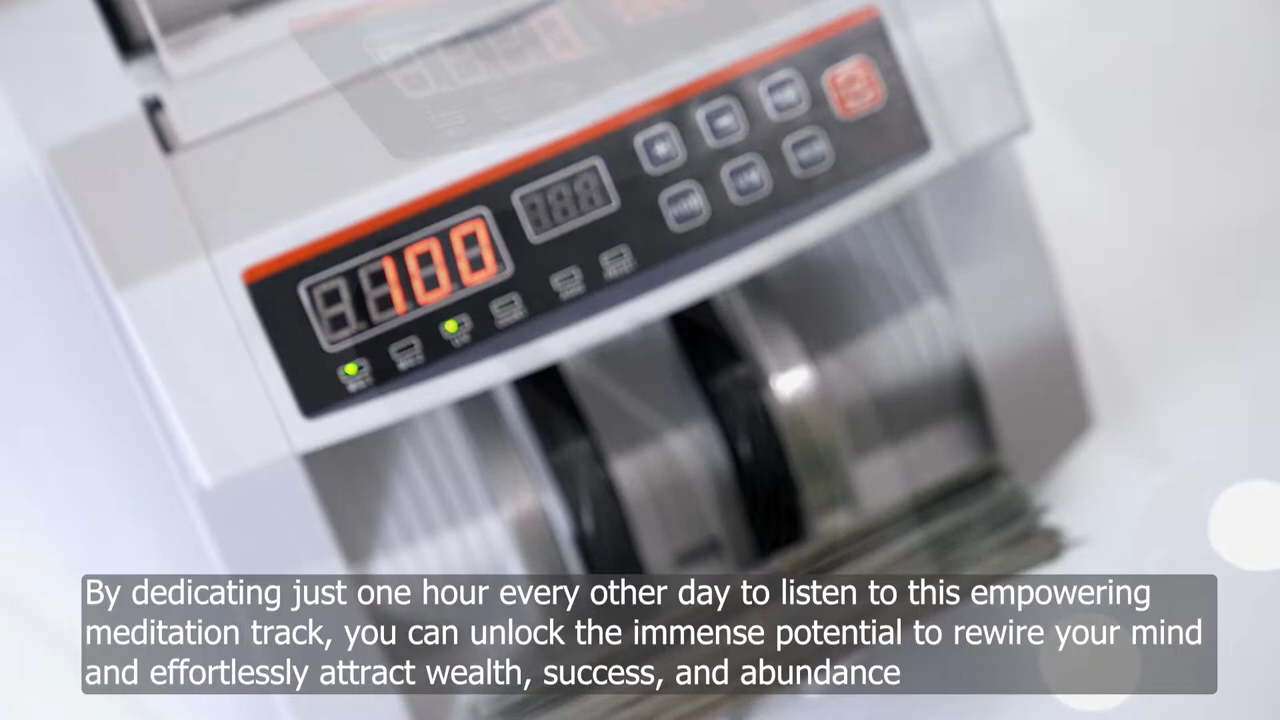 100
By dedicating just one hour every other day to listen to this empowering
meditation track, you can unlock the immense potential to rewire your mind
and effortlessly attract wealth, success, and abundance